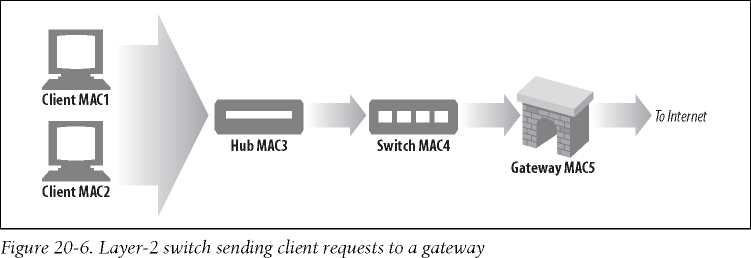 Client MAC1
Client MAC2
Hub MAC3
Switch MAC4
Gateway MAC5
To Internet
Figure 20-6. Layer-2 switch sending client requests to a gateway